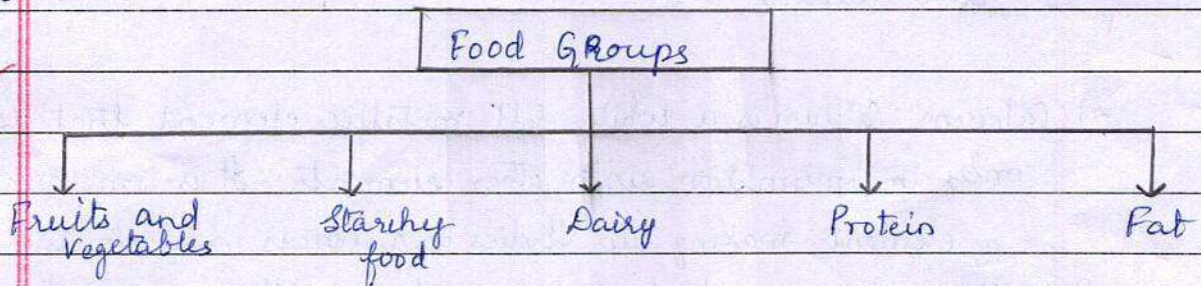 Food GRoups
Fruits and
vegetables
Starchy
food
Dairy
Protein
Fat